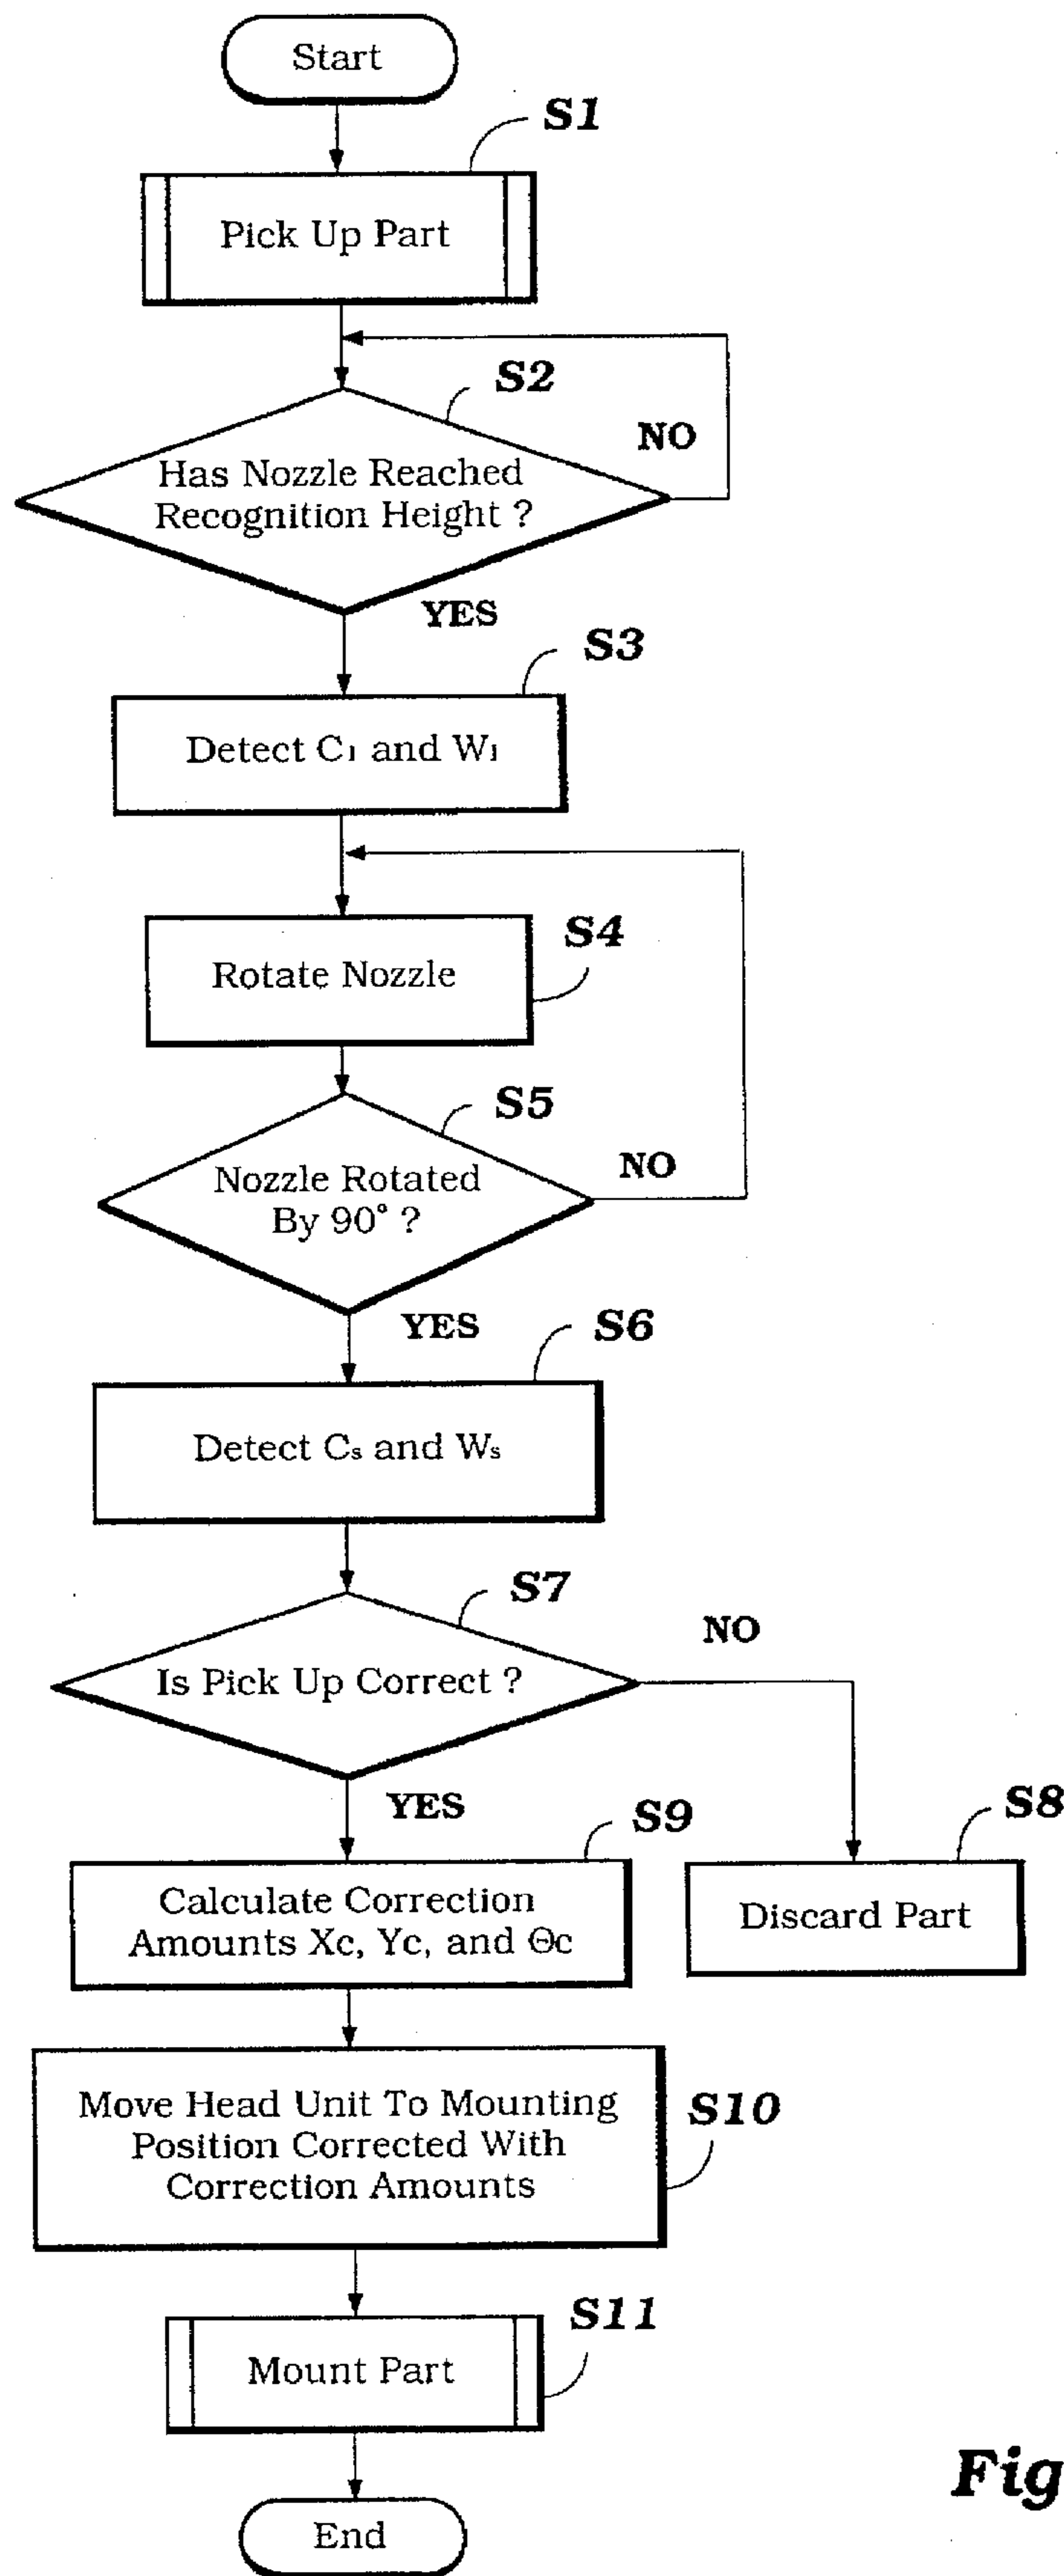 Start
S1
Pick Up Part
S2
NO
Has Nozzle Reached
Recognition Height ?
YES
S3
Detect Cl and Wl
S4
Rotate Nozzle
S5
NO
Nozzle Rotated
By 90° ?
YES
S6
Detect Cs and Ws
S7
NO
Is Pick Up Correct ?
YES
S9
S8
Calculate Correction
Amounts Xc, Yc, and Θc
Discard Part
Move Head Unit To Mounting
Position Corrected With
Correction Amounts
S10
S11
Mount Part
Fig
End